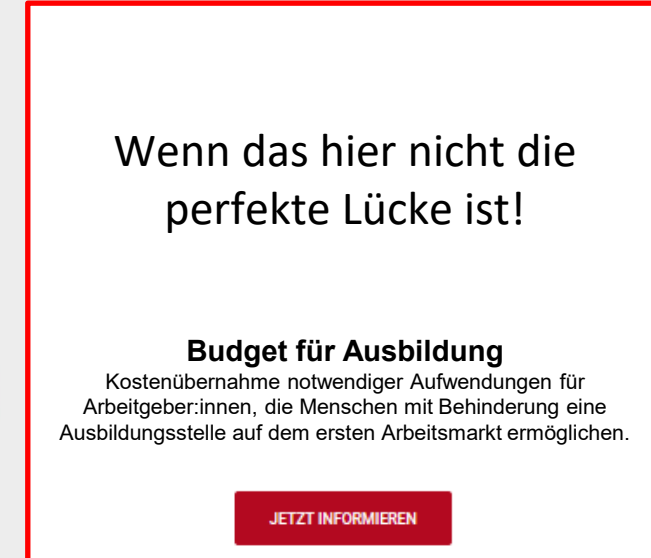 Wenn das hier nicht die
perfekte Lücke ist!
Budget für Ausbildung
Kostenübernahme notwendiger Aufwendungen für
Arbeitgeber:innen, die Menschen mit Behinderung eine
Ausbildungsstelle auf dem ersten Arbeitsmarkt ermöglichen.
JETZT INFORMIEREN